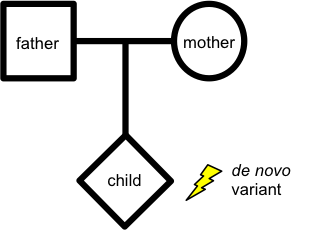 father
mother
child
de novo
variant